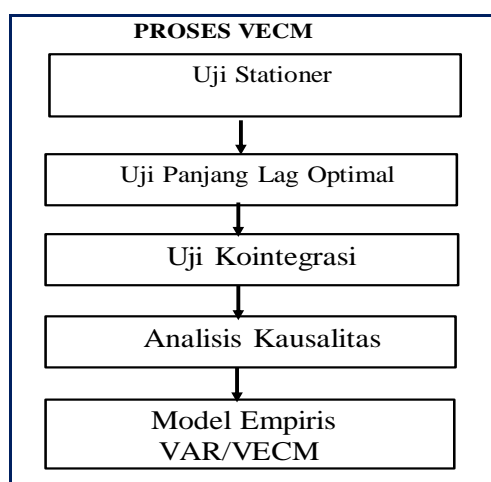 PROSES VECM
Uji Stationer
Uji Panjang Lag Optimal
Uji Kointegrasi
Analisis Kausalitas
Model Empiris
VAR/VECM